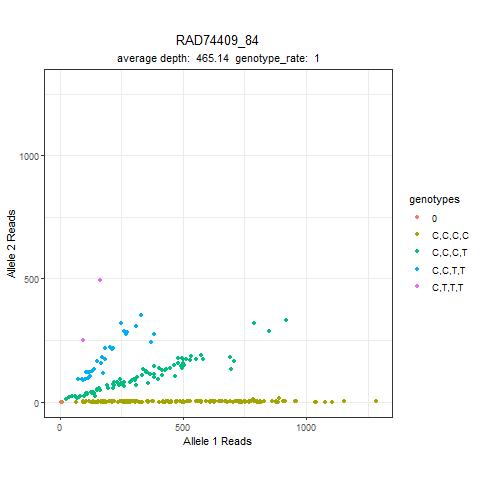 RAD74409_84
average depth: 465.14 genotype_rate: 1
Allele 2 Reads
1000
500
0
0 500 1000
Allele 1 Reads
genotypes
0
C,C,C,C
C,C,C,T
C,C,T,T
C,T,T,T